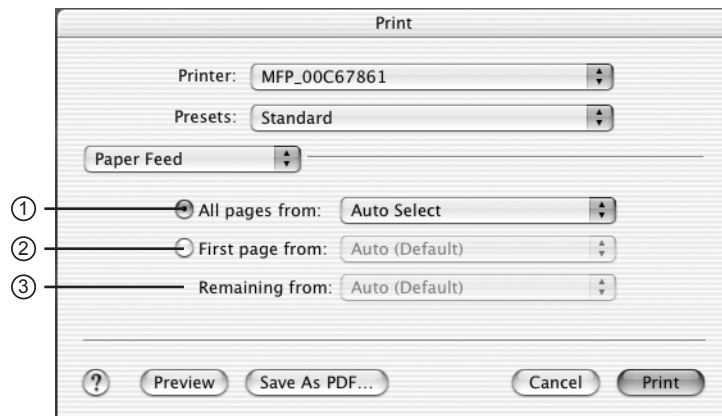 Print
Printer: MFP_00C67861
Presets: Standard
Paper Feed
① All pages from: Auto Select
② First page from: Auto (Default)
③ Remaining from: Auto (Default)
? Preview Save As PDF... Cancel Print